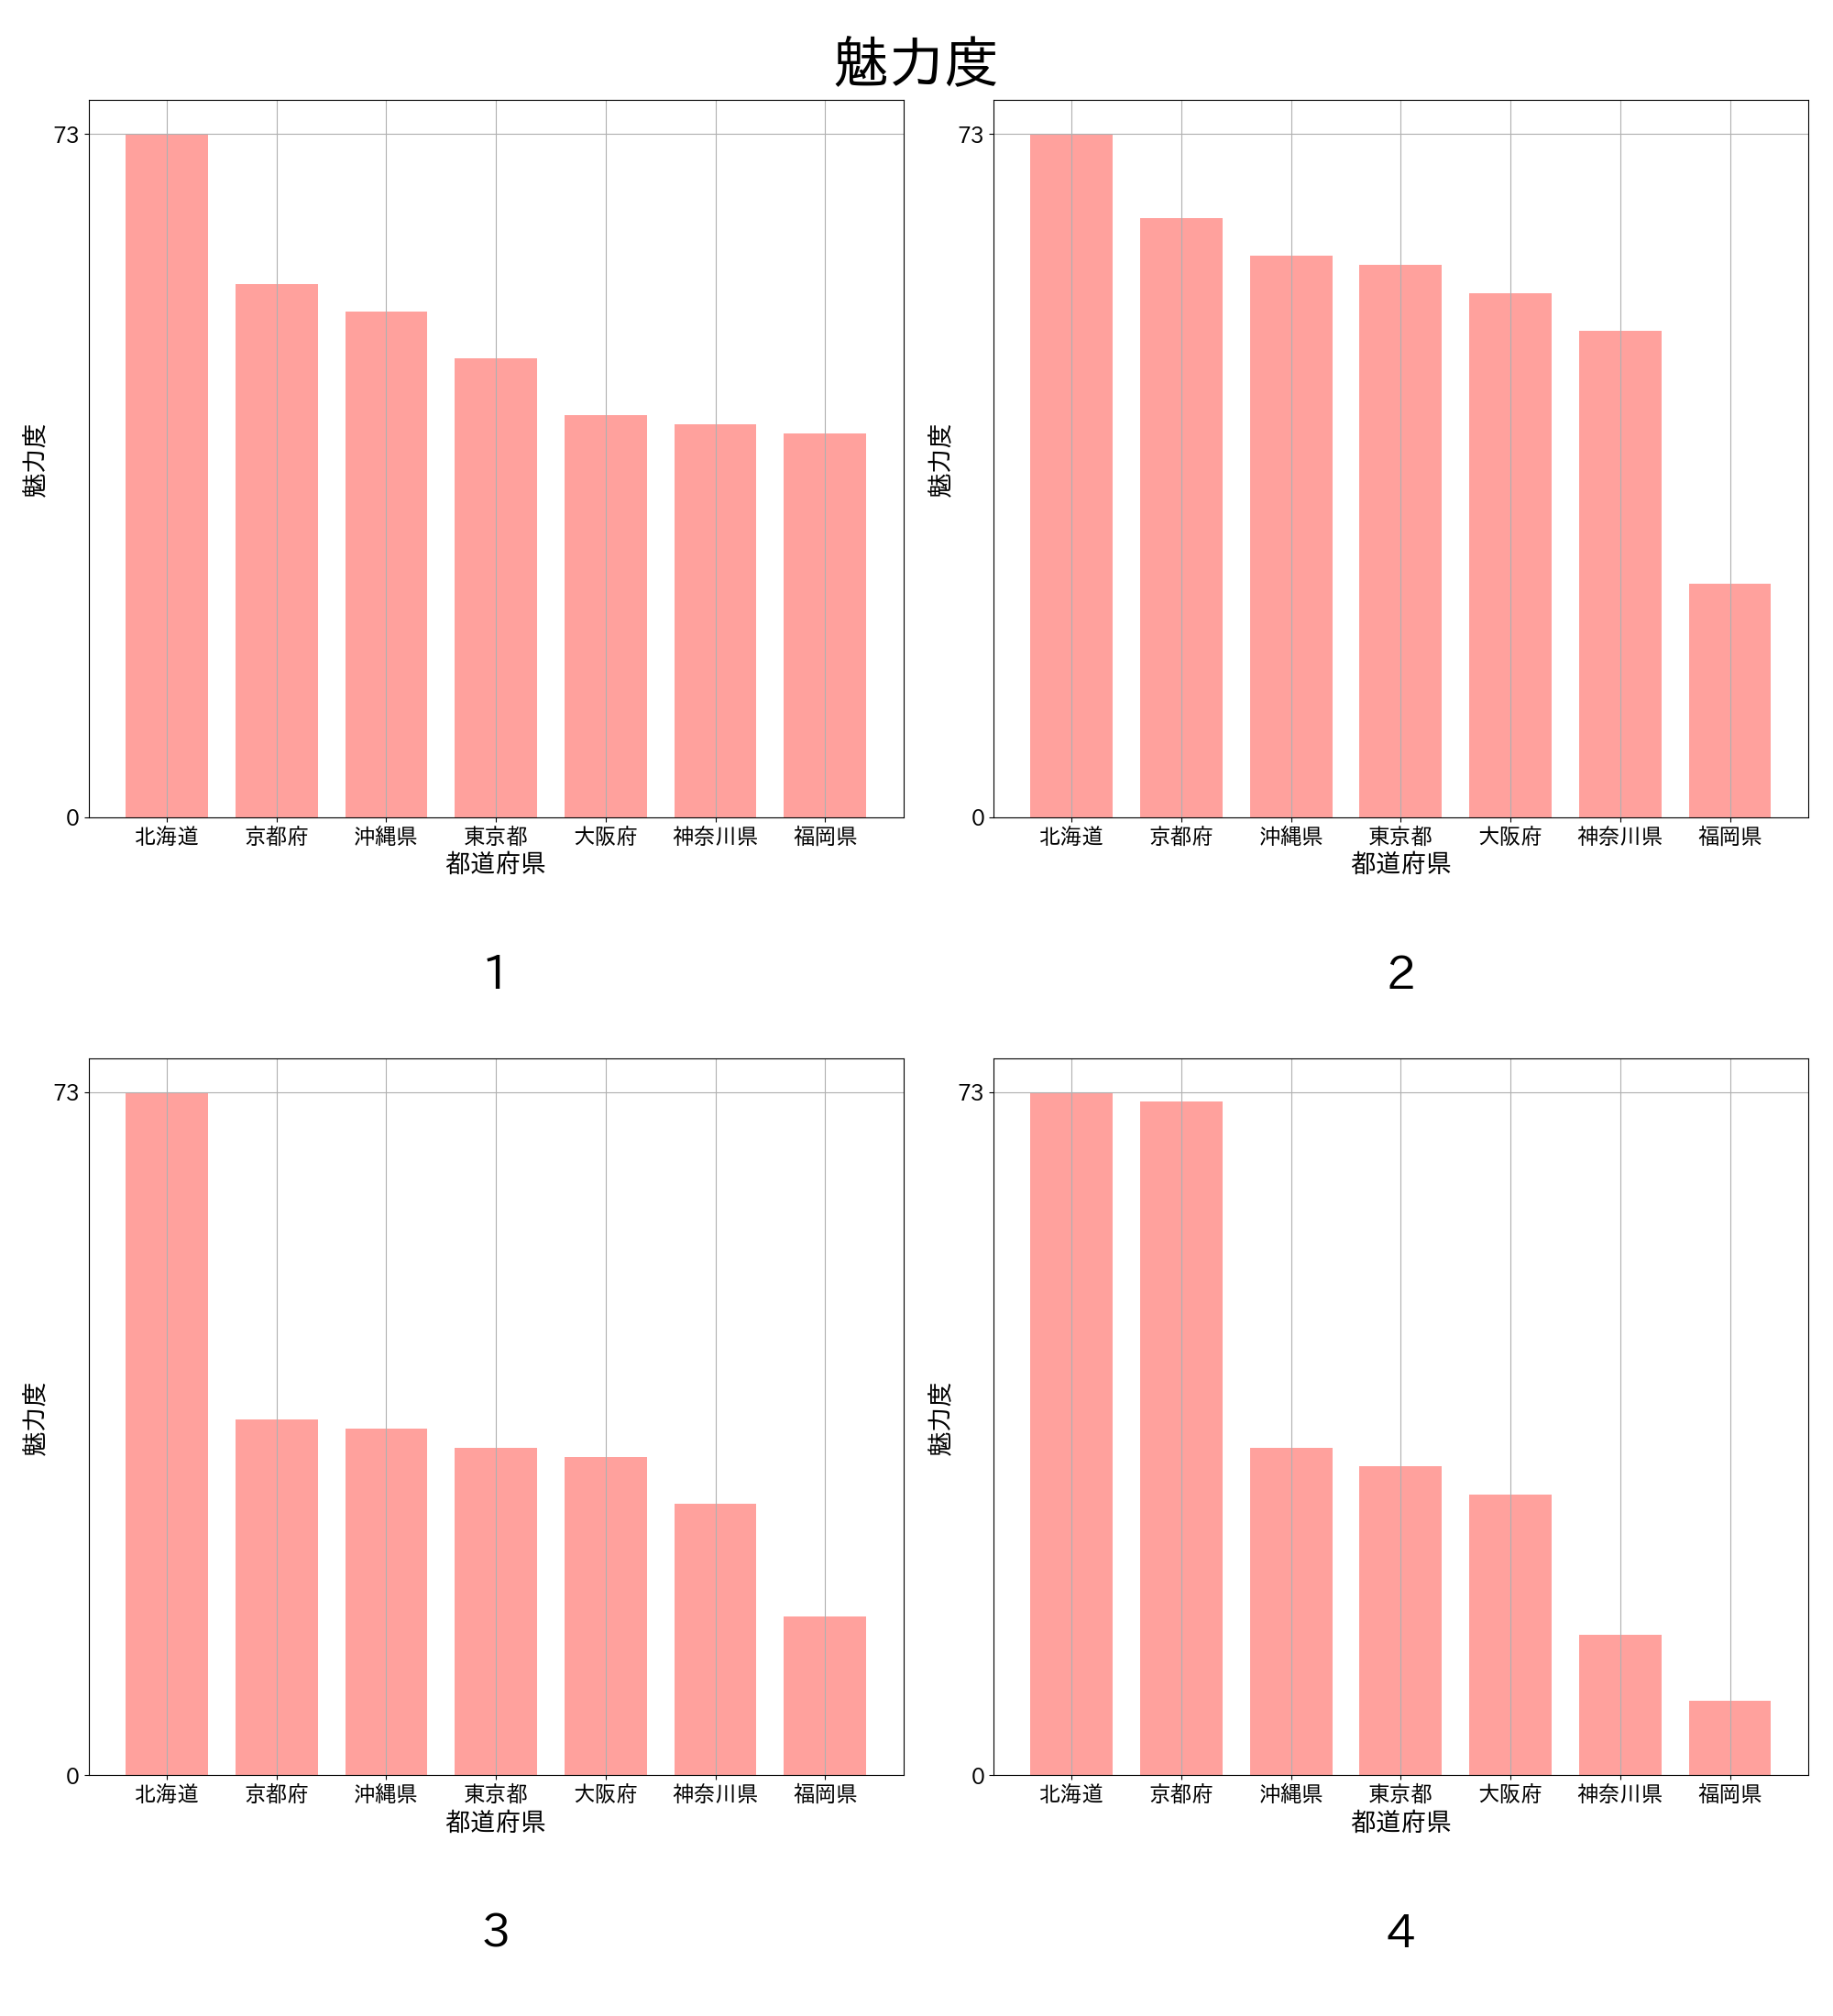 魅力度
73
0
魅力度
北海道 京都府 沖縄県 東京都 大阪府 神奈川県 福岡県
都道府県
1
73
0
魅力度
北海道 京都府 沖縄県 東京都 大阪府 神奈川県 福岡県
都道府県
2
73
0
魅力度
北海道 京都府 沖縄県 東京都 大阪府 神奈川県 福岡県
都道府県
3
73
0
魅力度
北海道 京都府 沖縄県 東京都 大阪府 神奈川県 福岡県
都道府県
4